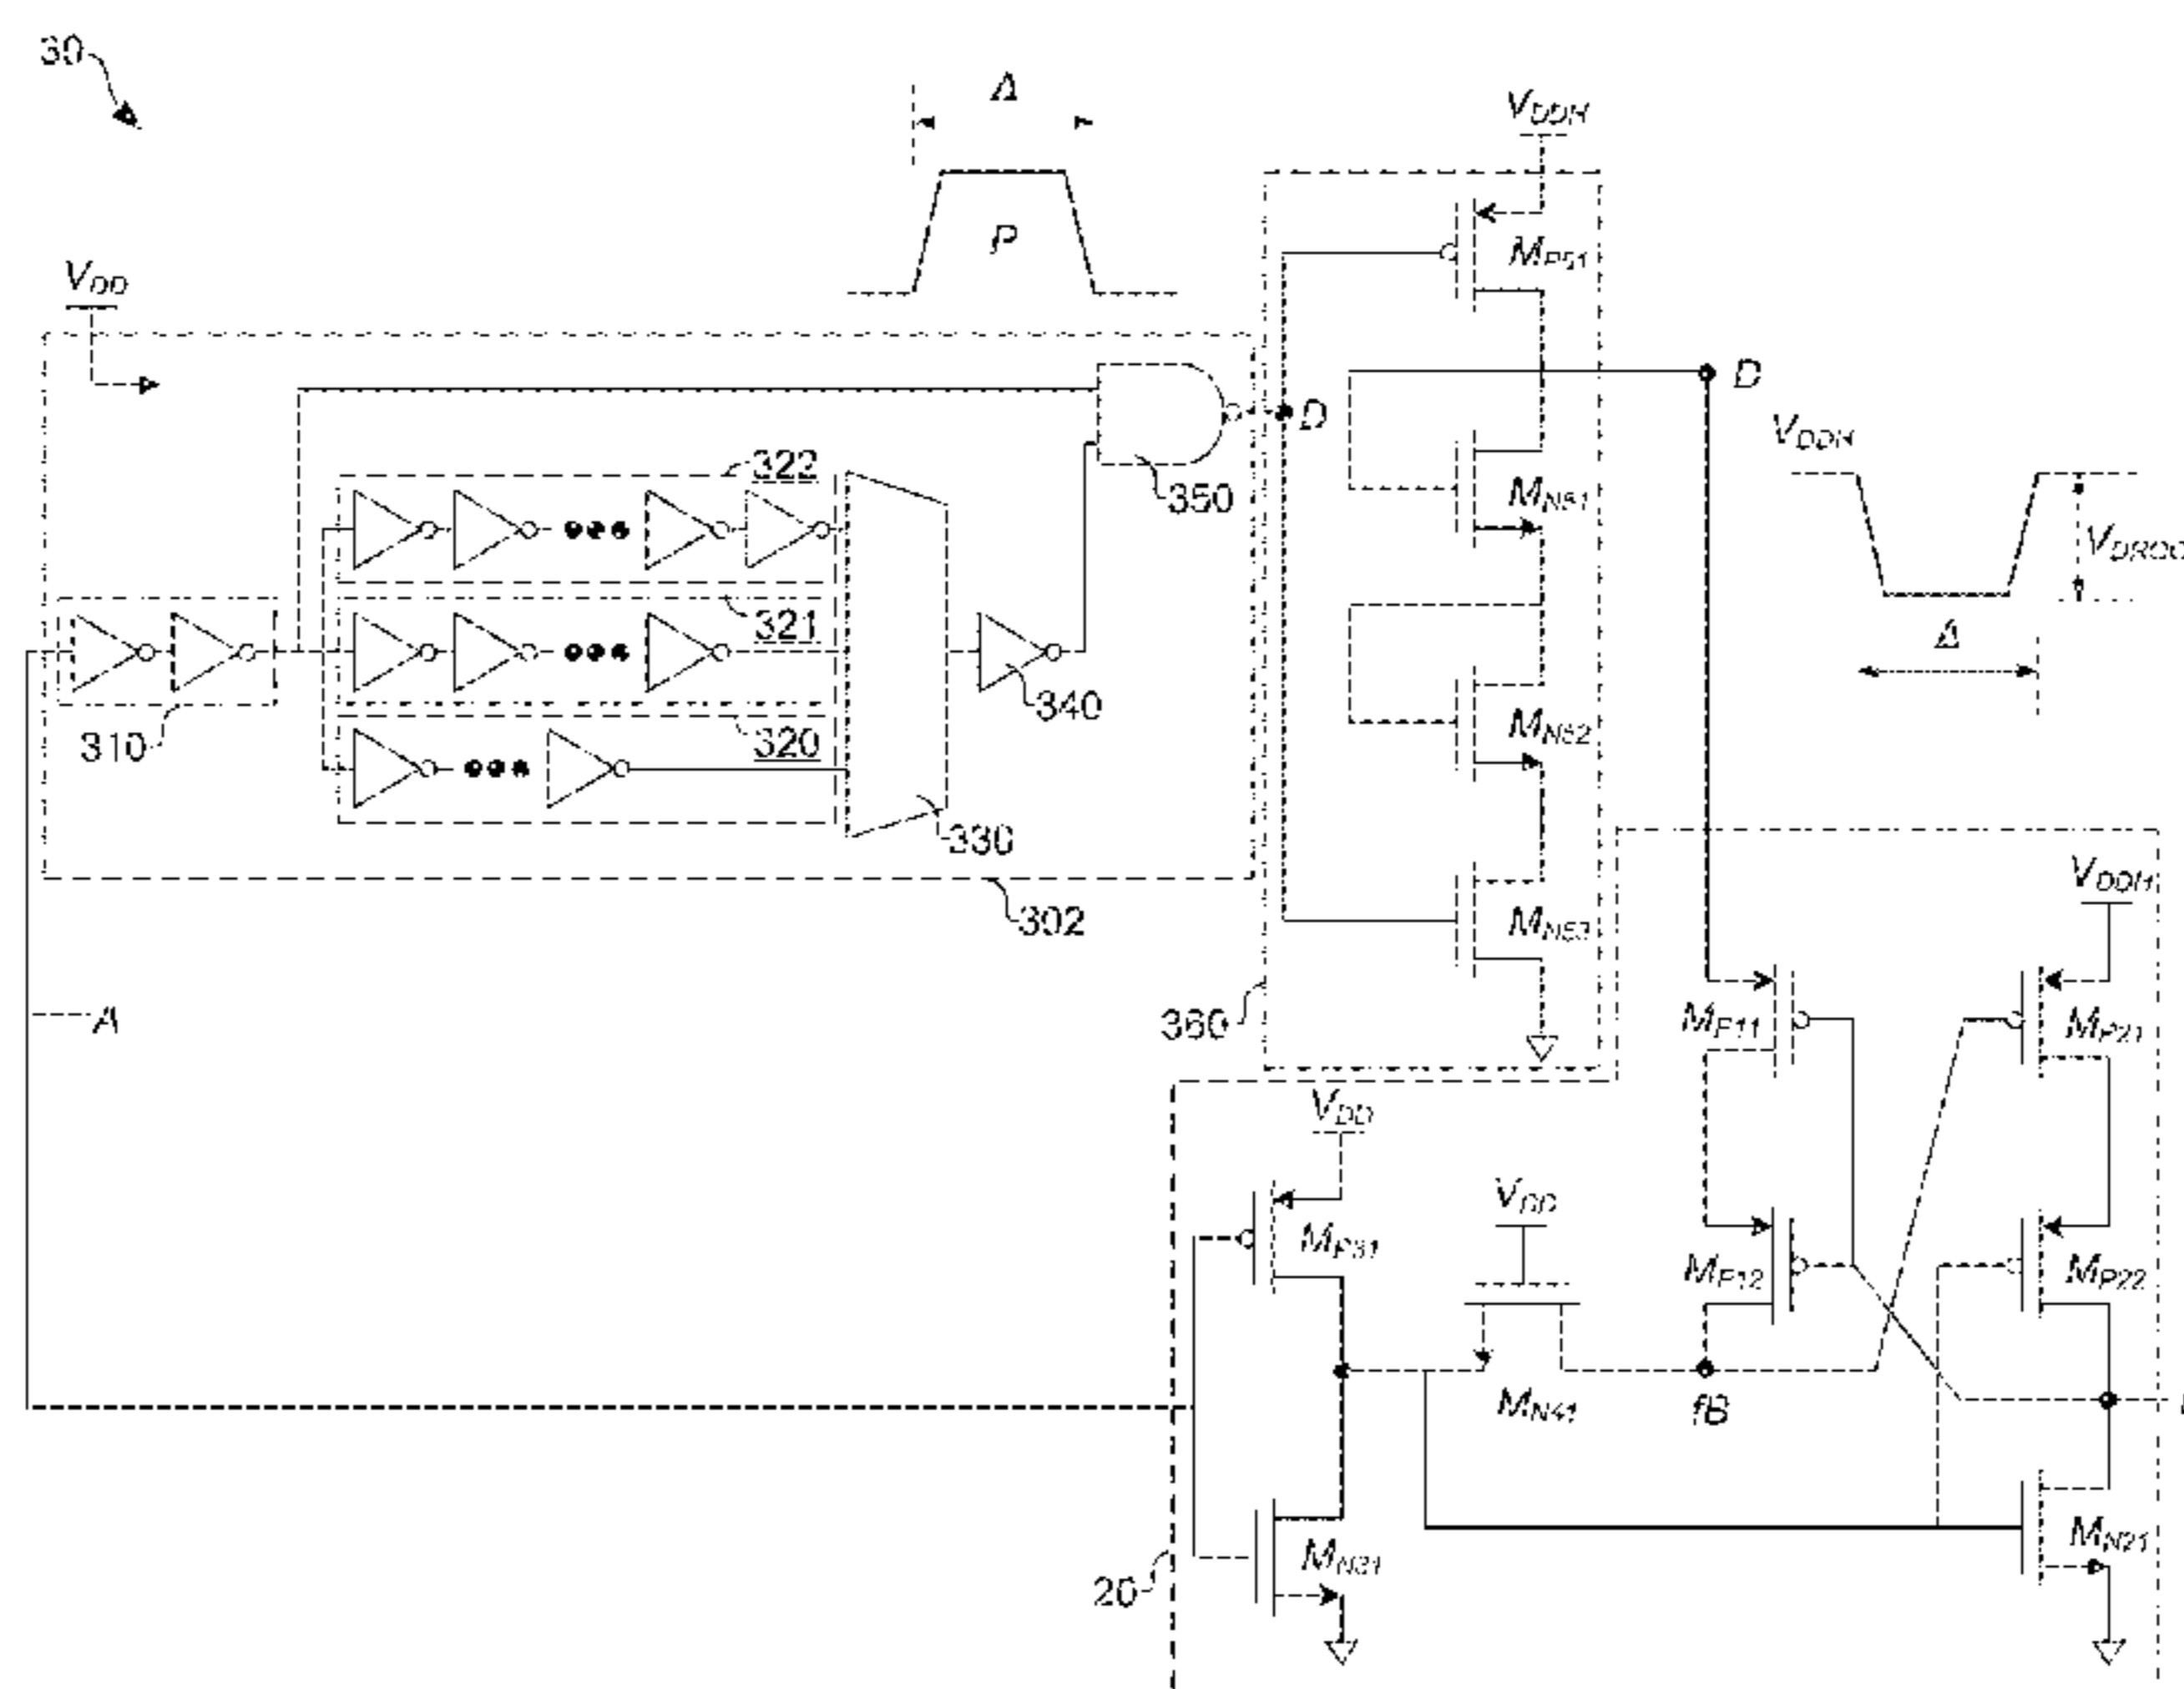 30
Δ
V_DDH
P
M_P51
V_DD
D
D
V_DDH
322
350
M_N51
V_DROO
321
Δ
340
M_N52
310
320
330
302
M_N53
V_DDH
360
A
M_P11
M_P21
V_DD
V_DD
M_P31
M_P12
M_P22
M_N41
fB
20
M_N31
M_N21